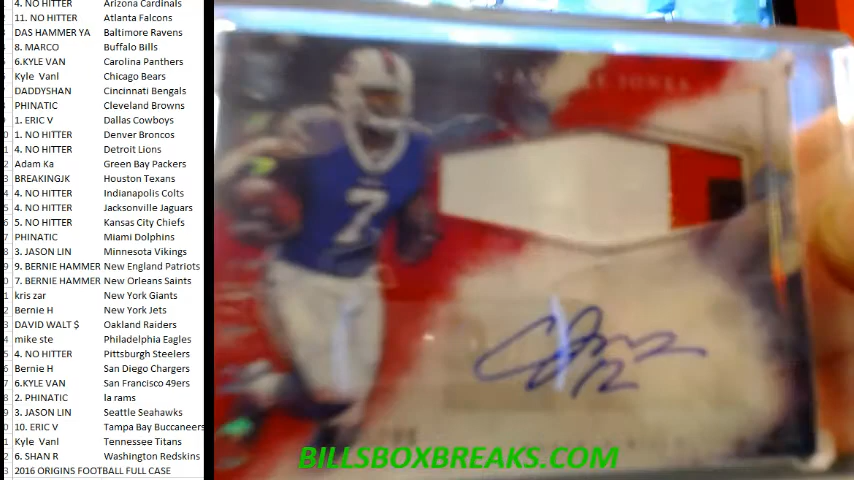 4. NO HITTER Arizona Cardinals
11. NO HITTER Atlanta Falcons
DAS HAMMER YA Baltimore Ravens
8. MARCO Buffalo Bills
6.KYLE VAN Carolina Panthers
Kyle Vanl Chicago Bears
DADDYSHAN Cincinnati Bengals
PHINATIC Cleveland Browns
1. ERIC V Dallas Cowboys
1. NO HITTER Denver Broncos
4. NO HITTER Detroit Lions
Adam Ka Green Bay Packers
BREAKINGJK Houston Texans
4. NO HITTER Indianapolis Colts
4. NO HITTER Jacksonville Jaguars
5. NO HITTER Kansas City Chiefs
PHINATIC Miami Dolphins
3. JASON LIN Minnesota Vikings
9. BERNIE HAMMER New England Patriots
7. BERNIE HAMMER New Orleans Saints
kris zar New York Giants
Bernie H New York Jets
DAVID WALT $ Oakland Raiders
mike ste Philadelphia Eagles
4. NO HITTER Pittsburgh Steelers
Bernie H San Diego Chargers
6.KYLE VAN San Francisco 49ers
2. PHINATIC la rams
3. JASON LIN Seattle Seahawks
10. ERIC V Tampa Bay Buccaneers
Kyle Vanl Tennessee Titans
6. SHAN R Washington Redskins
2016 ORIGINS FOOTBALL FULL CASE
JONES
7
12
BILLSBOXBREAKS.COM